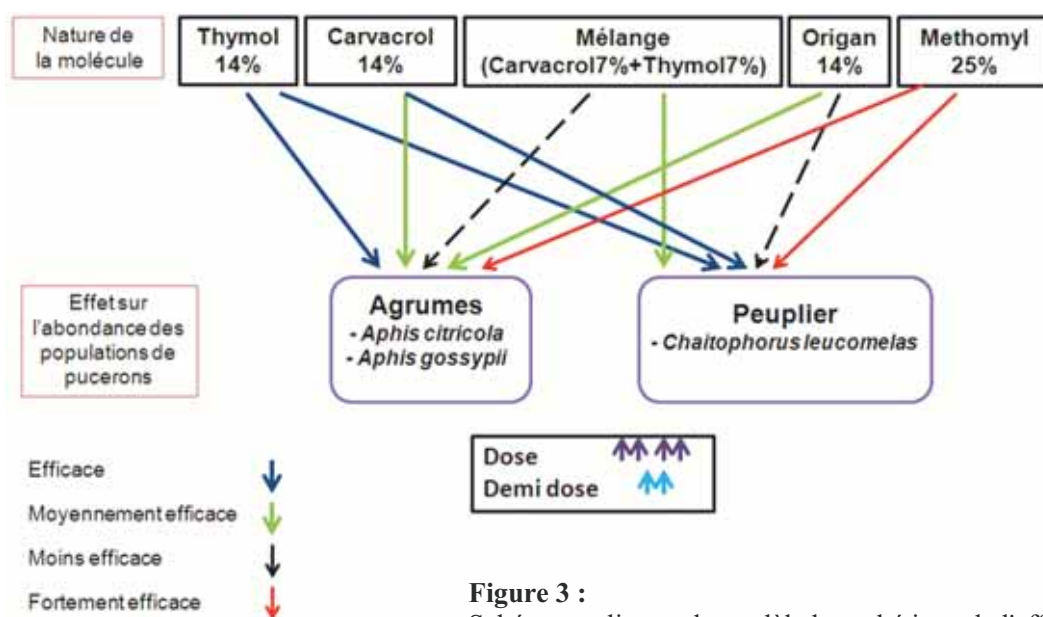 Nature de
la molécule
Thymol
14%
Carvacrol
14%
Mélange
(Carvacrol7%+Thymol7%)
Origan
14%
Methomyl
25%
Effet sur
l'abondance des
populations de
pucerons
Agrumes
- Aphis citricola
- Aphis gossypii
Peuplier
- Chaitophorus leucomelas
Dose
Demi dose
Efficace
Moyennement efficace
Moins efficace
Fortement efficace
Figure 3 :